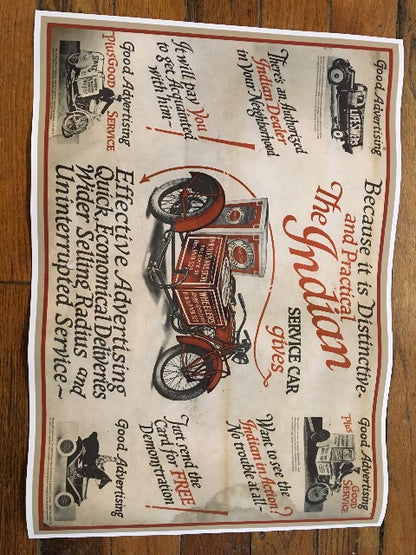 Because it is Distinctive-
and Practical
The Indian
SERVICE CAR
gives~
Good Advertising
TIRES
Good Advertising
Plus GOOD
SERVICE
There's an Authorized
Indian Dealer
in Your Neighborhood
Want to see the
Indian in Action?
No trouble at all~
It will pay You
to get Acquainted
with him~!
Just send the
Card for FREE
Demonstration!
Good Advertising
PLUS GOOD SERVICE
Good Advertising
Effective Advertising
Quick Economical Deliveries
Wider Selling Radius and
Uninterrupted Service~